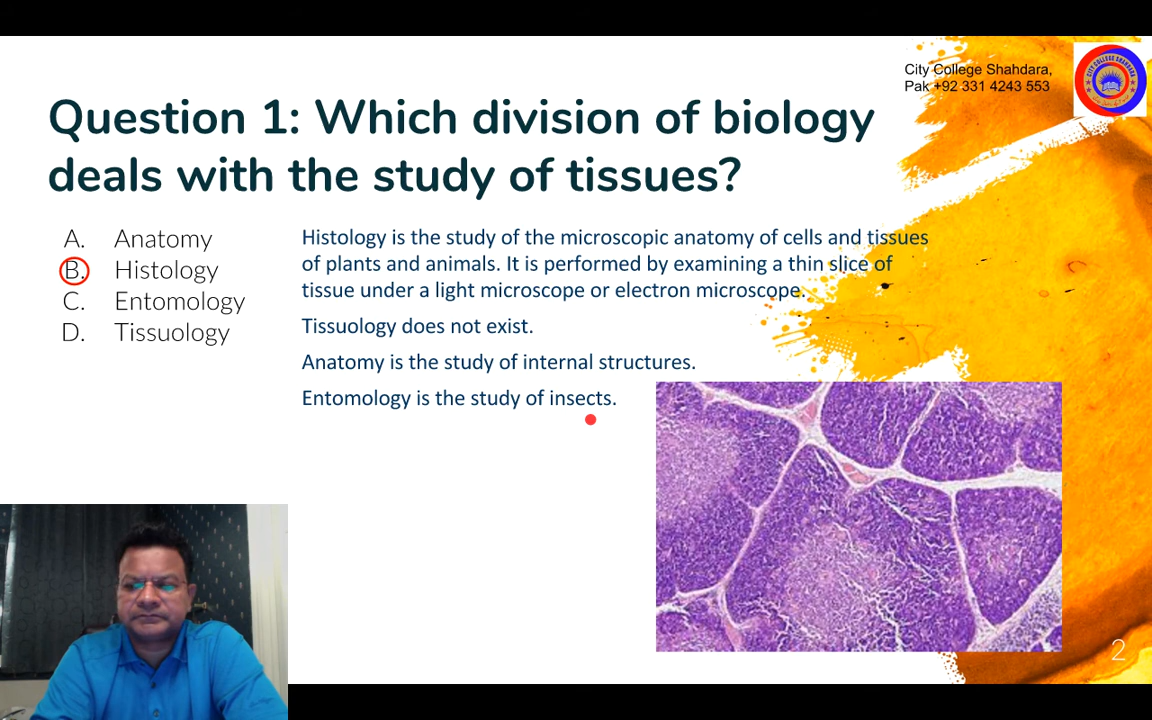 City College Shahdara,
Pak +92 331 4243 553
CITY COLLEGE SHAHDARA
Question 1: Which division of biology
deals with the study of tissues?
A. Anatomy
B. Histology
C. Entomology
D. Tissuology
Histology is the study of the microscopic anatomy of cells and tissues
of plants and animals. It is performed by examining a thin slice of
tissue under a light microscope or electron microscope.
Tissuology does not exist.
Anatomy is the study of internal structures.
Entomology is the study of insects.
2